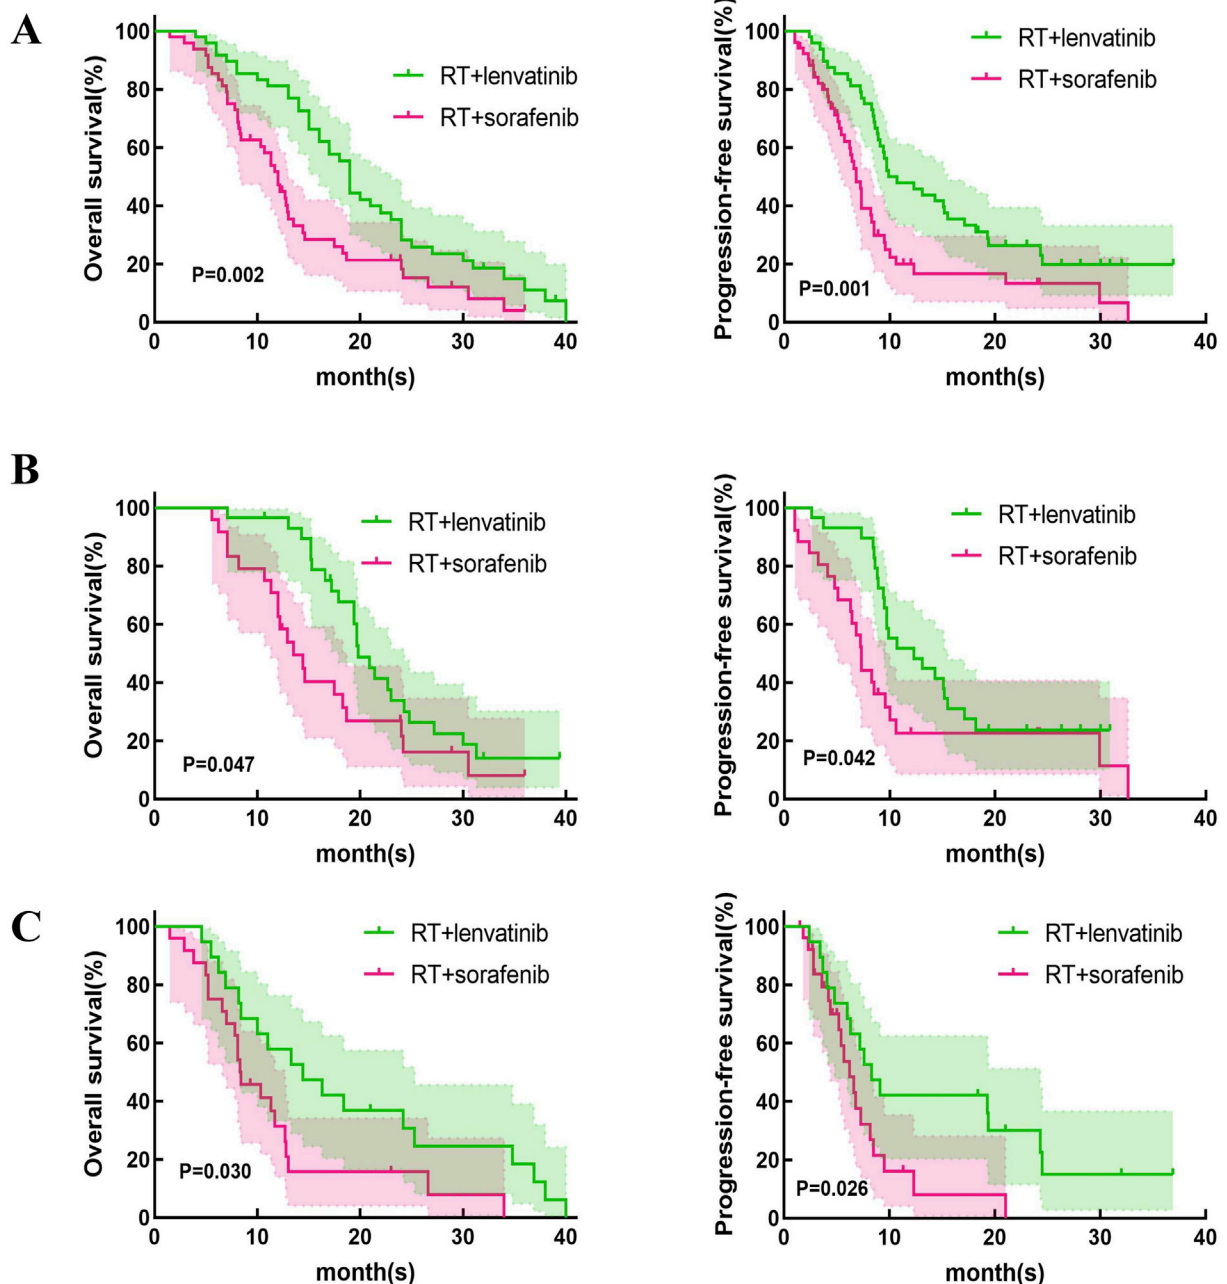 A
Overall survival(%)
100
80
60
40
20
0
RT+lenvatinib
RT+sorafenib
P=0.002
0 10 20 30 40
month(s)
Progression-free survival(%)
100
80
60
40
20
0
RT+lenvatinib
RT+sorafenib
P=0.001
0 10 20 30 40
month(s)
B
Overall survival(%)
100
80
60
40
20
0
RT+lenvatinib
RT+sorafenib
P=0.047
0 10 20 30 40
month(s)
Progression-free survival(%)
100
80
60
40
20
0
RT+lenvatinib
RT+sorafenib
P=0.042
0 10 20 30 40
month(s)
C
Overall survival(%)
100
80
60
40
20
0
RT+lenvatinib
RT+sorafenib
P=0.030
0 10 20 30 40
month(s)
Progression-free survival(%)
100
80
60
40
20
0
RT+lenvatinib
RT+sorafenib
P=0.026
0 10 20 30 40
month(s)